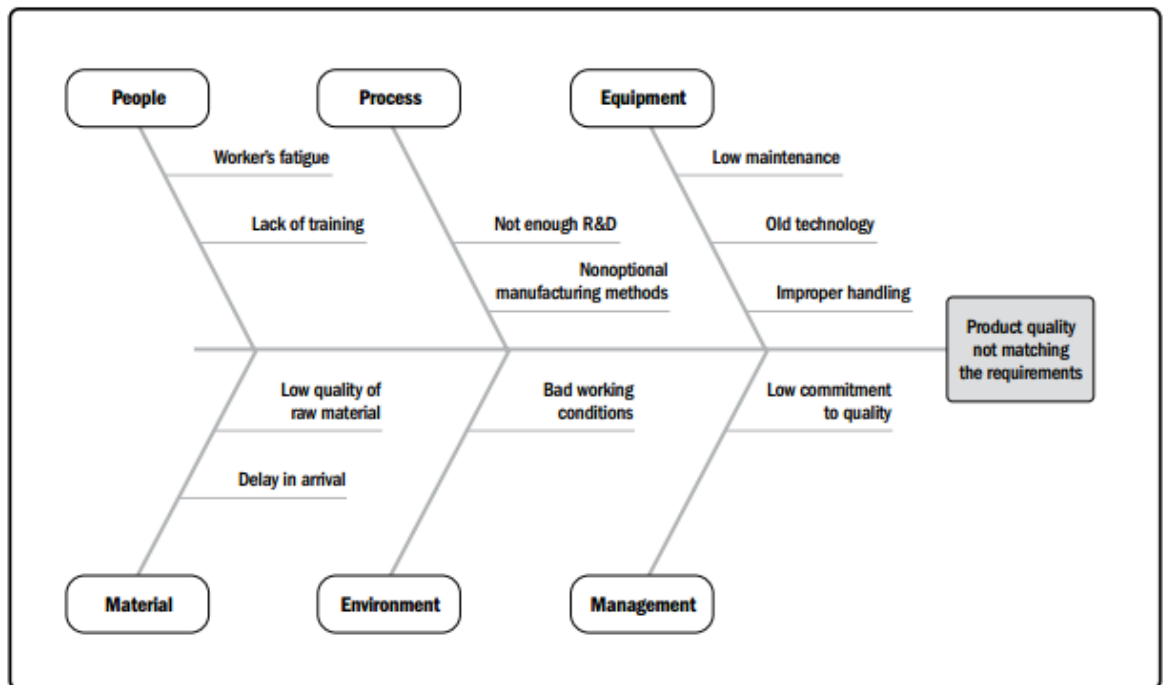 People
Process
Equipment
Worker's fatigue
Low maintenance
Lack of training
Not enough R&D
Old technology
Nonoptional
manufacturing methods
Improper handling
Product quality
not matching
the requirements
Low quality of
raw material
Bad working
conditions
Low commitment
to quality
Delay in arrival
Material
Environment
Management